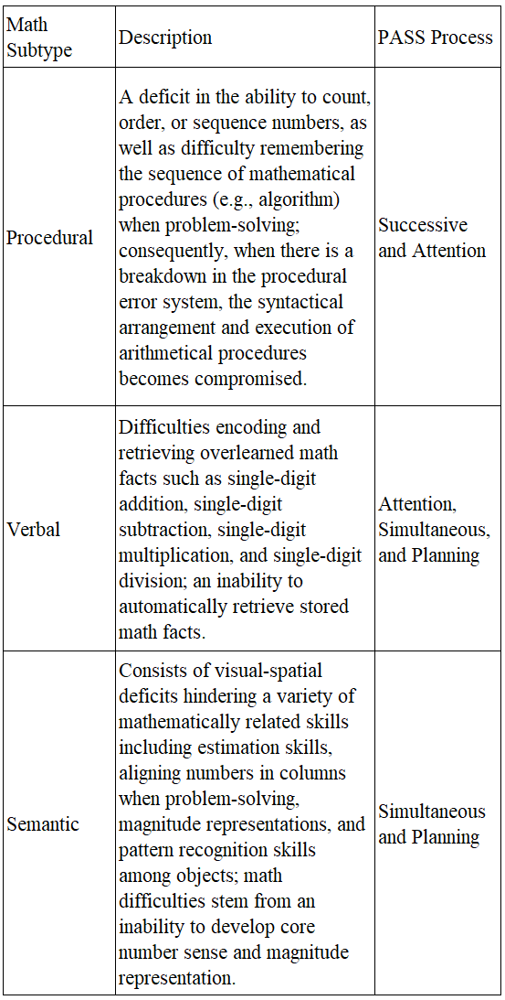 Math
Subtype
Description
PASS Process
Procedural
A deficit in the ability to count,
order, or sequence numbers, as
well as difficulty remembering
the sequence of mathematical
procedures (e.g., algorithm)
when problem-solving;
consequently, when there is a
breakdown in the procedural
error system, the syntactical
arrangement and execution of
arithmetical procedures
becomes compromised.
Successive
and Attention
Verbal
Difficulties encoding and
retrieving overlearned math
facts such as single-digit
addition, single-digit
subtraction, single-digit
multiplication, and single-digit
division; an inability to
automatically retrieve stored
math facts.
Attention,
Simultaneous,
and Planning
Semantic
Consists of visual-spatial
deficits hindering a variety of
mathematically related skills
including estimation skills,
aligning numbers in columns
when problem-solving,
magnitude representations, and
pattern recognition skills
among objects; math
difficulties stem from an
inability to develop core
number sense and magnitude
representation.
Simultaneous
and Planning